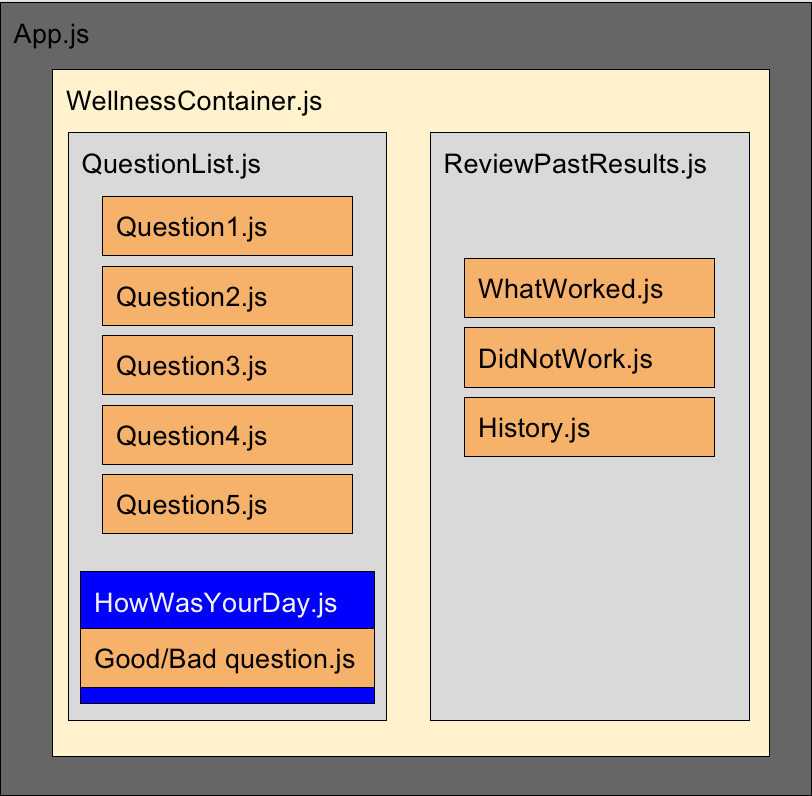 App.js
WellnessContainer.js
QuestionList.js
Question1.js
Question2.js
Question3.js
Question4.js
Question5.js
HowWasYourDay.js
Good/Bad question.js
ReviewPastResults.js
WhatWorked.js
DidNotWork.js
History.js